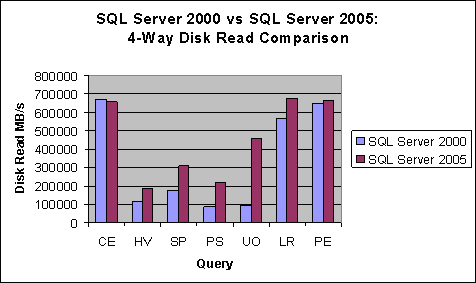 SQL Server 2000 vs SQL Server 2005:
4-Way Disk Read Comparison
800000
700000
600000
500000
400000
300000
200000
100000
0
Disk Read MB/s
CE HV SP PS UO LR PE
Query
SQL Server 2000
SQL Server 2005